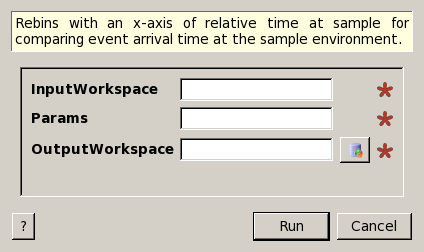 Rebins with an x-axis of relative time at sample for
comparing event arrival time at the sample environment.
InputWorkspace
Params
OutputWorkspace
? Run Cancel